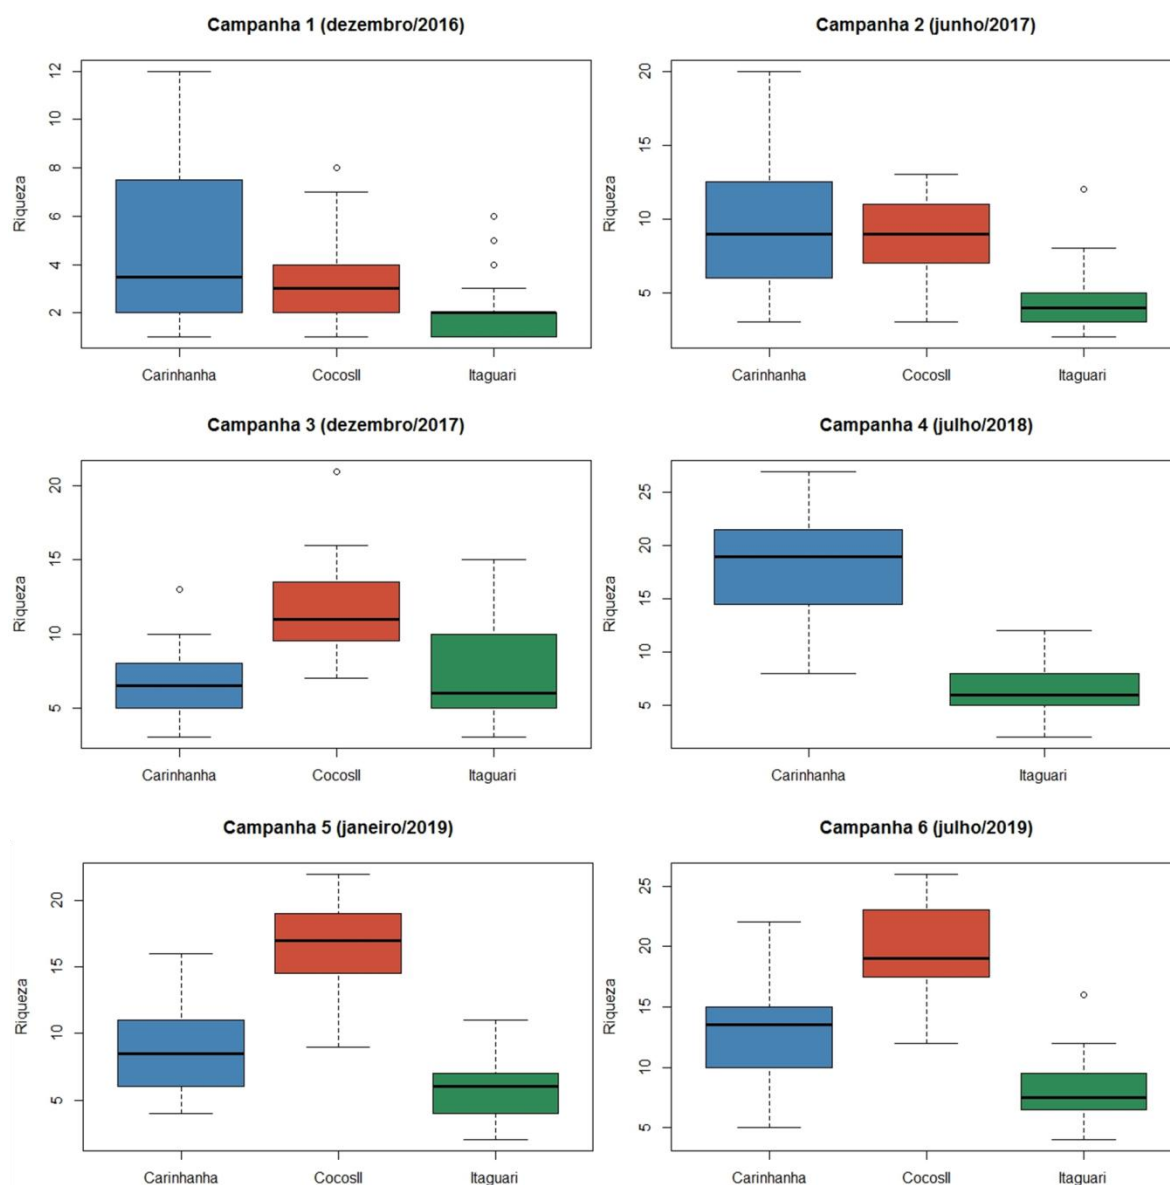 Campanha 1 (dezembro/2016)
Riqueza
12
10
8
6
4
2
Carinhanha CocosII Itaguari
Campanha 2 (junho/2017)
Riqueza
20
15
10
5
Carinhanha CocosII Itaguari
Campanha 3 (dezembro/2017)
Riqueza
20
15
10
5
Carinhanha CocosII Itaguari
Campanha 4 (julho/2018)
Riqueza
25
20
15
10
5
Carinhanha Itaguari
Campanha 5 (janeiro/2019)
Riqueza
20
15
10
5
Carinhanha CocosII Itaguari
Campanha 6 (julho/2019)
Riqueza
25
20
15
10
5
Carinhanha CocosII Itaguari